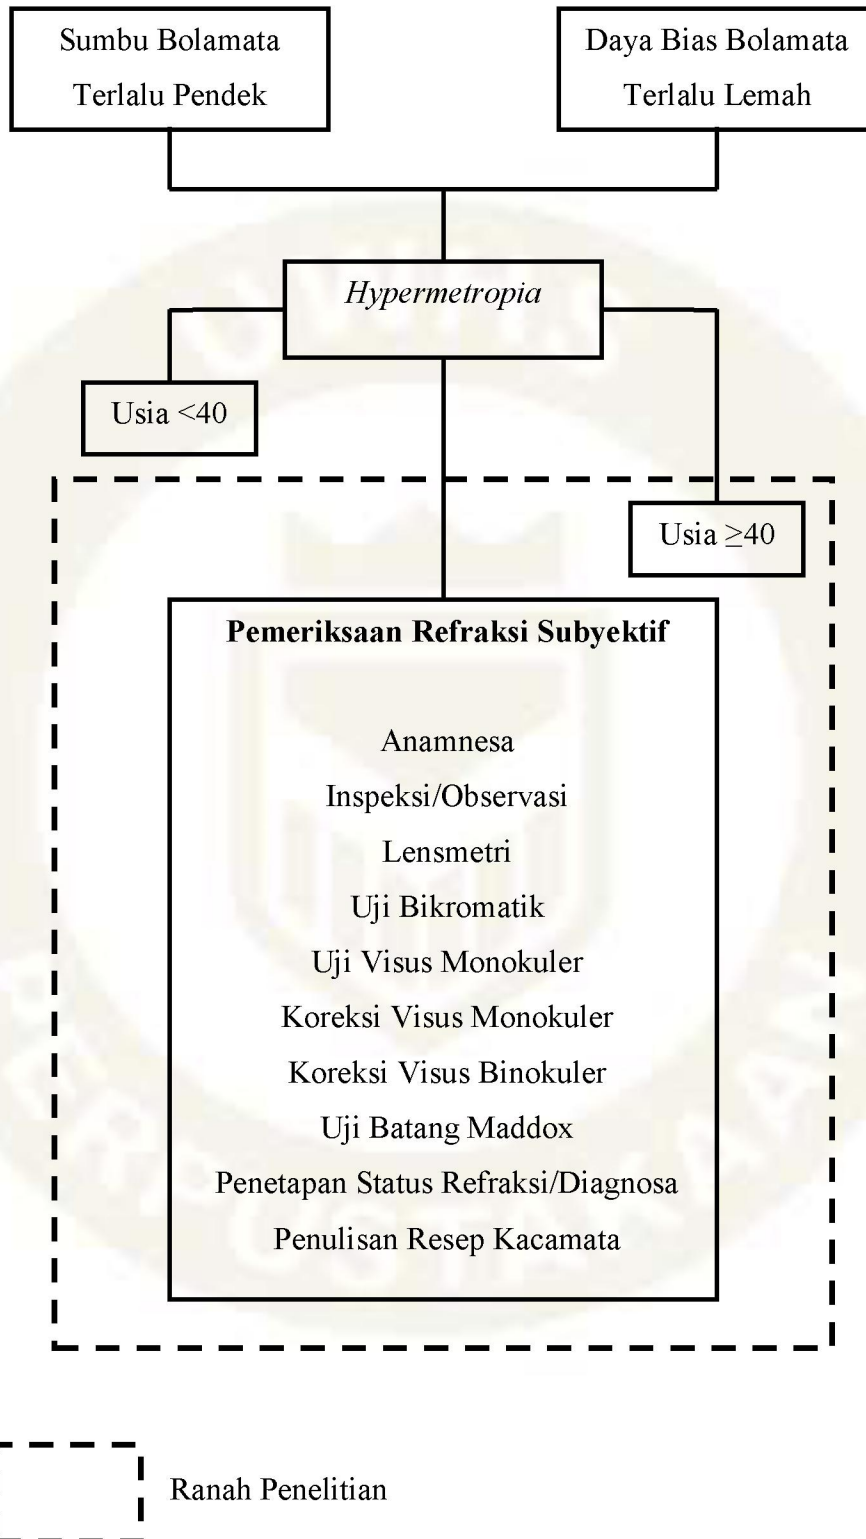 Sumbu Bolamata
Terlalu Pendek
Daya Bias Bolamata
Terlalu Lemah
Hypermetropia
Usia <40
Usia ≥40
Pemeriksaan Refraksi Subyektif
Anamnesa
Inspeksi/Observasi
Lensmetri
Uji Bikromatik
Uji Visus Monokuler
Koreksi Visus Monokuler
Koreksi Visus Binokuler
Uji Batang Maddox
Penetapan Status Refraksi/Diagnosa
Penulisan Resep Kacamata
Ranah Penelitian